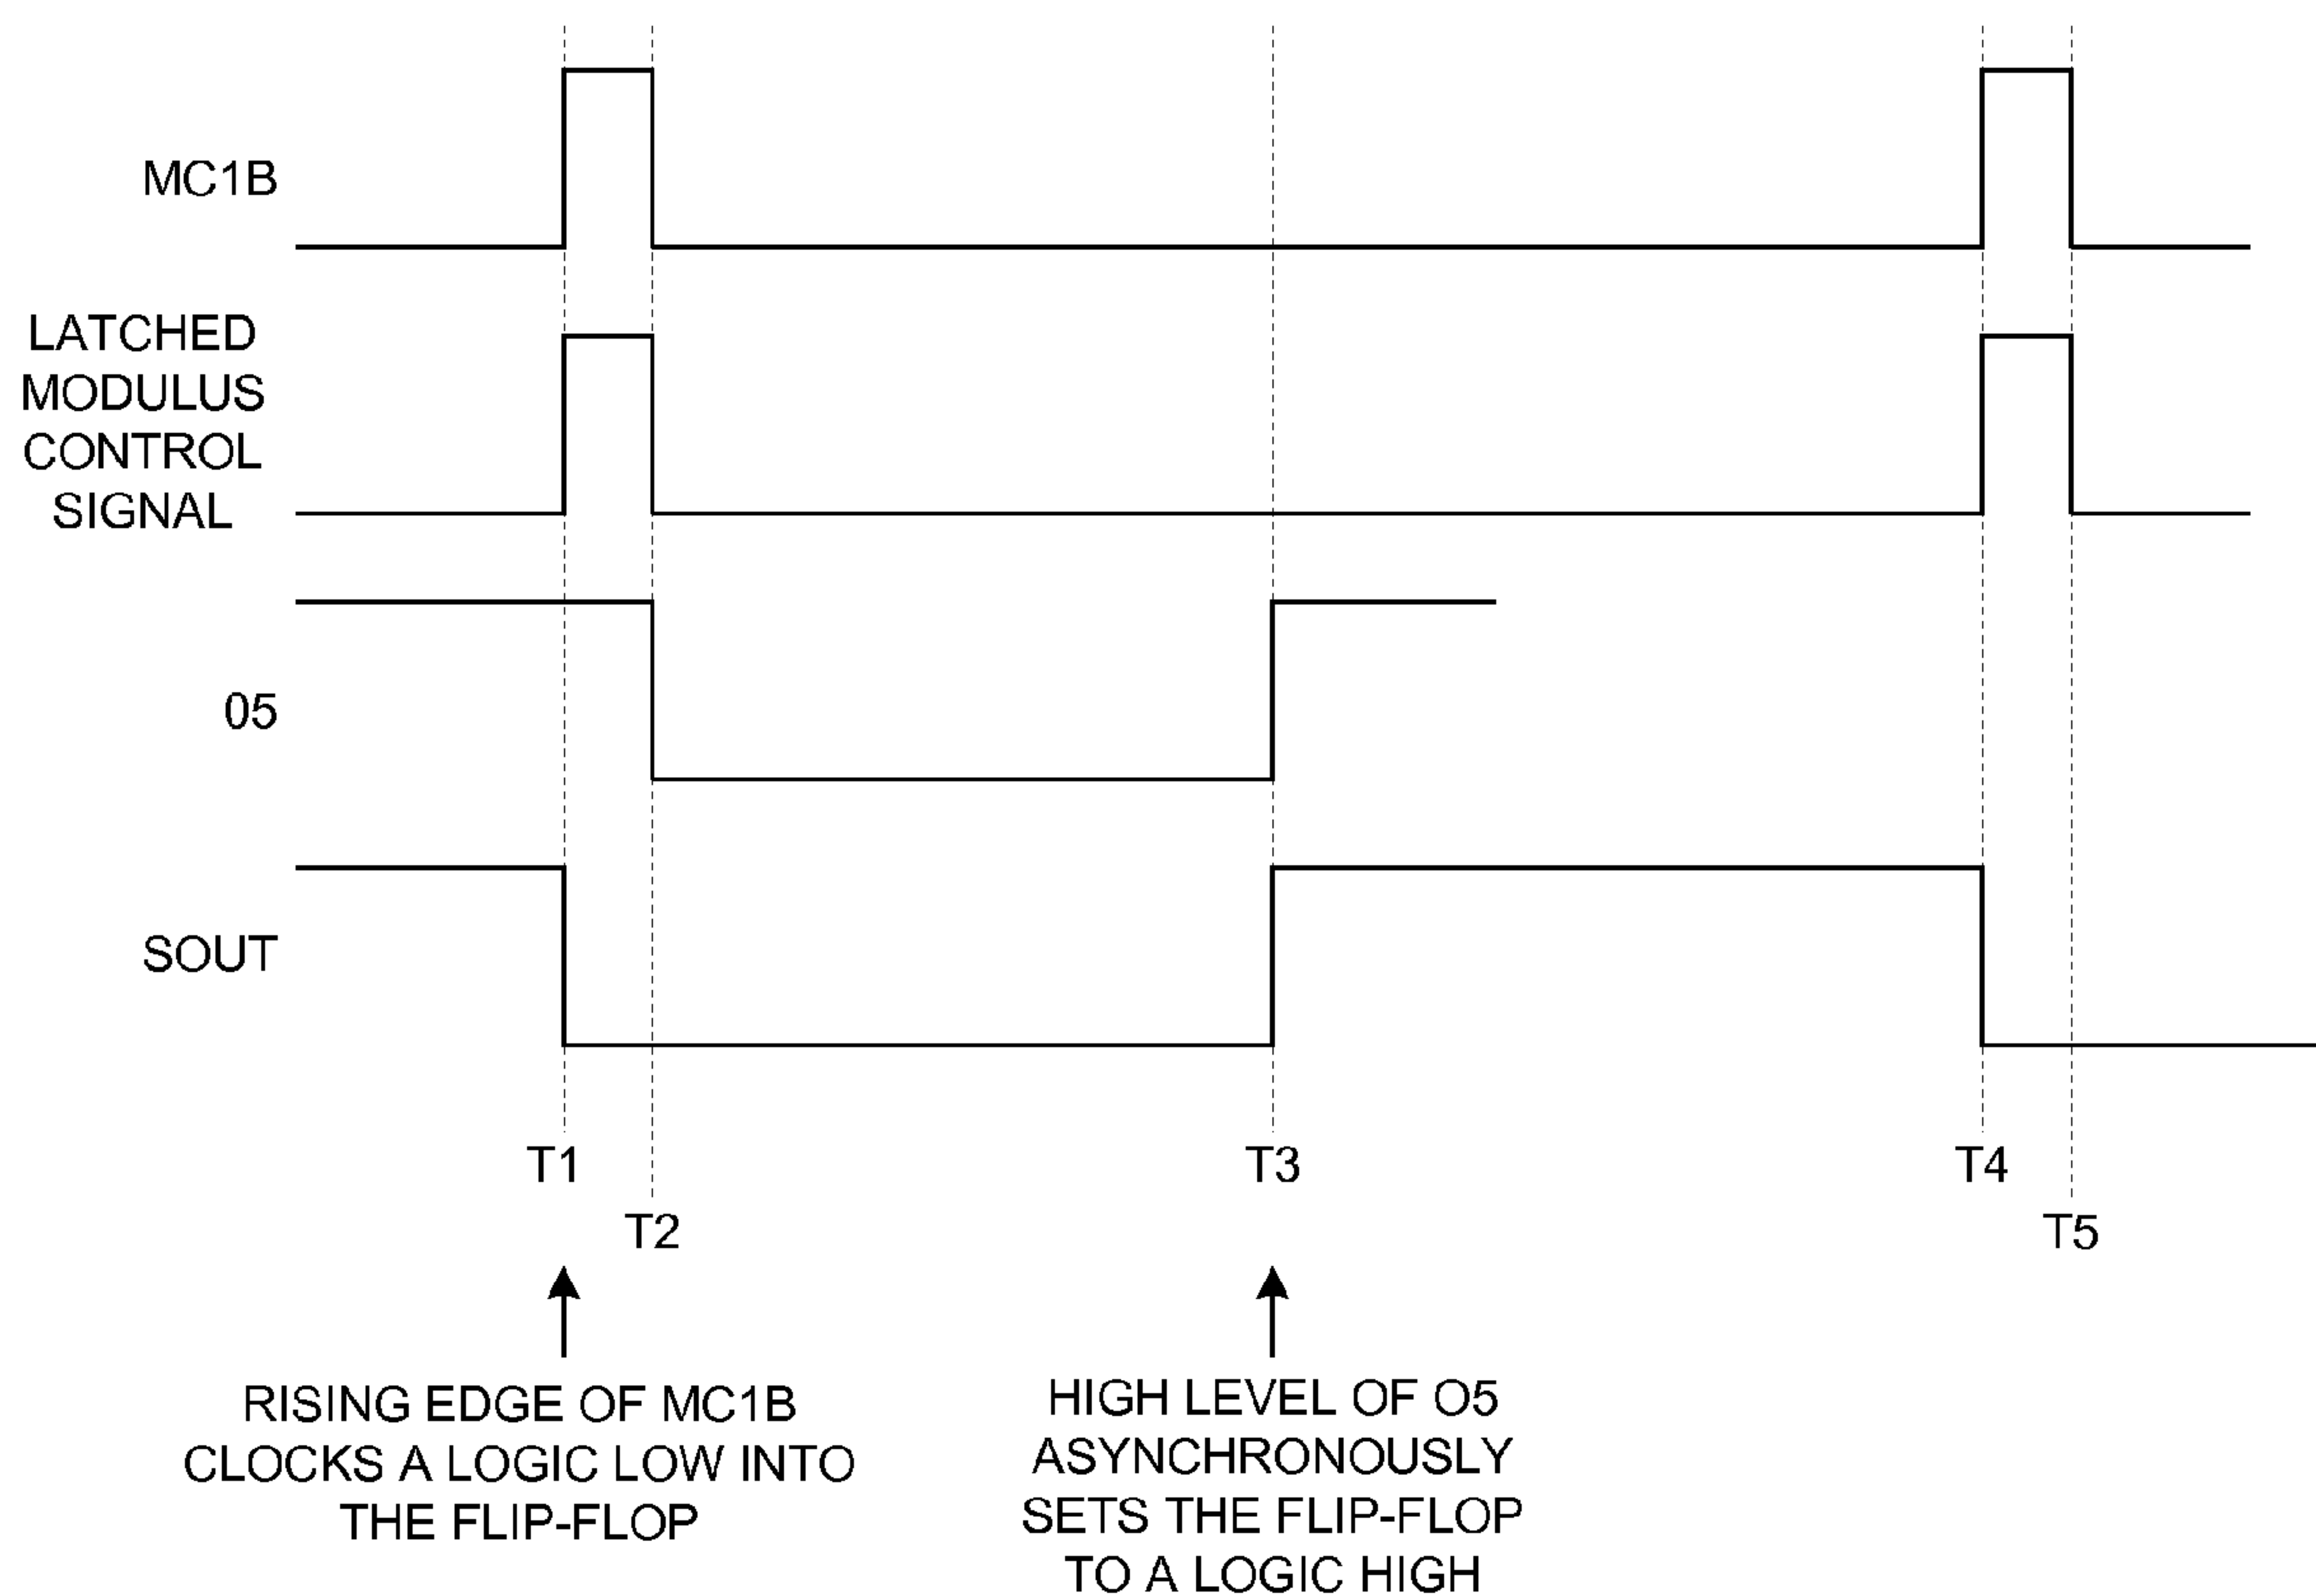 MC1B
LATCHED
MODULUS
CONTROL
SIGNAL
05
SOUT
T1
T3
T4
T2
T5
RISING EDGE OF MC1B
CLOCKS A LOGIC LOW INTO
THE FLIP-FLOP
HIGH LEVEL OF O5
ASYNCHRONOUSLY
SETS THE FLIP-FLOP
TO A LOGIC HIGH